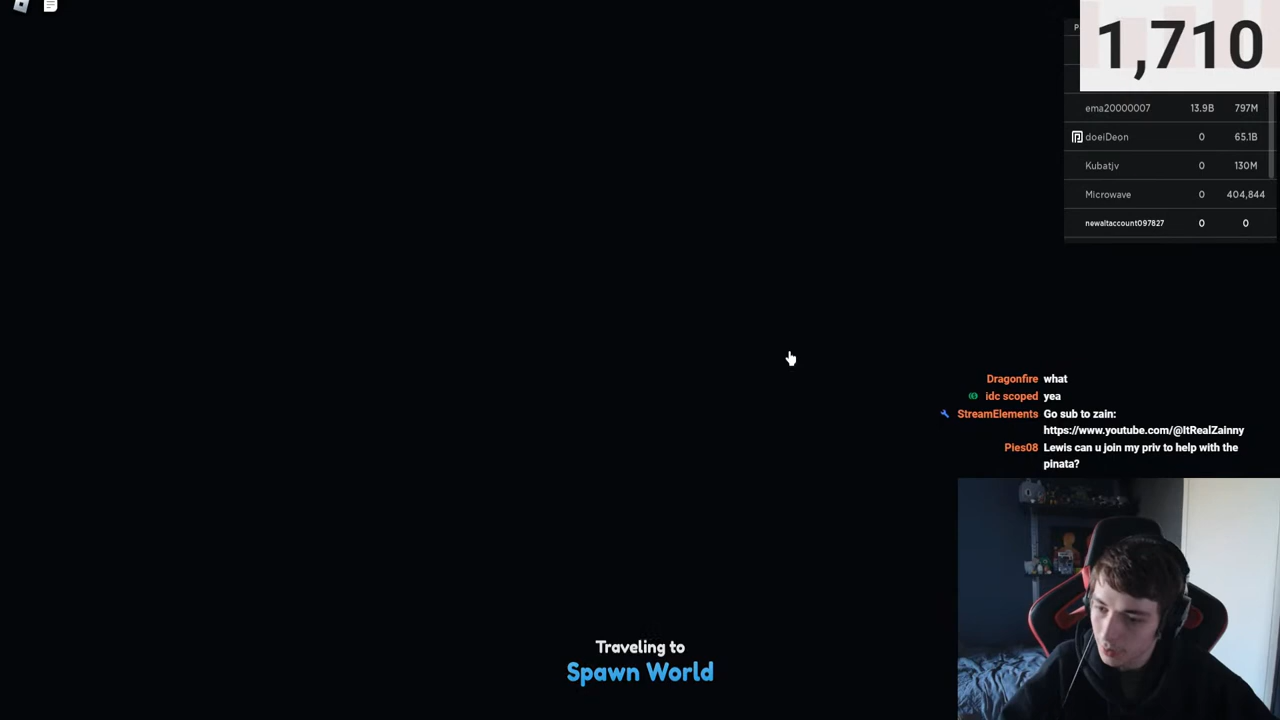 1,710
P
ema20000007 13.9B 797M
doeiDeon 0 65.1B
Kubatjv 0 130M
Microwave 0 404,844
newaltaccount097827 0 0
Dragonfire what
idc scoped yea
StreamElements Go sub to zain:
https://www.youtube.com/@ItRealZainny
Pies08 Lewis can u join my priv to help with the
pinata?
Traveling to
Spawn World